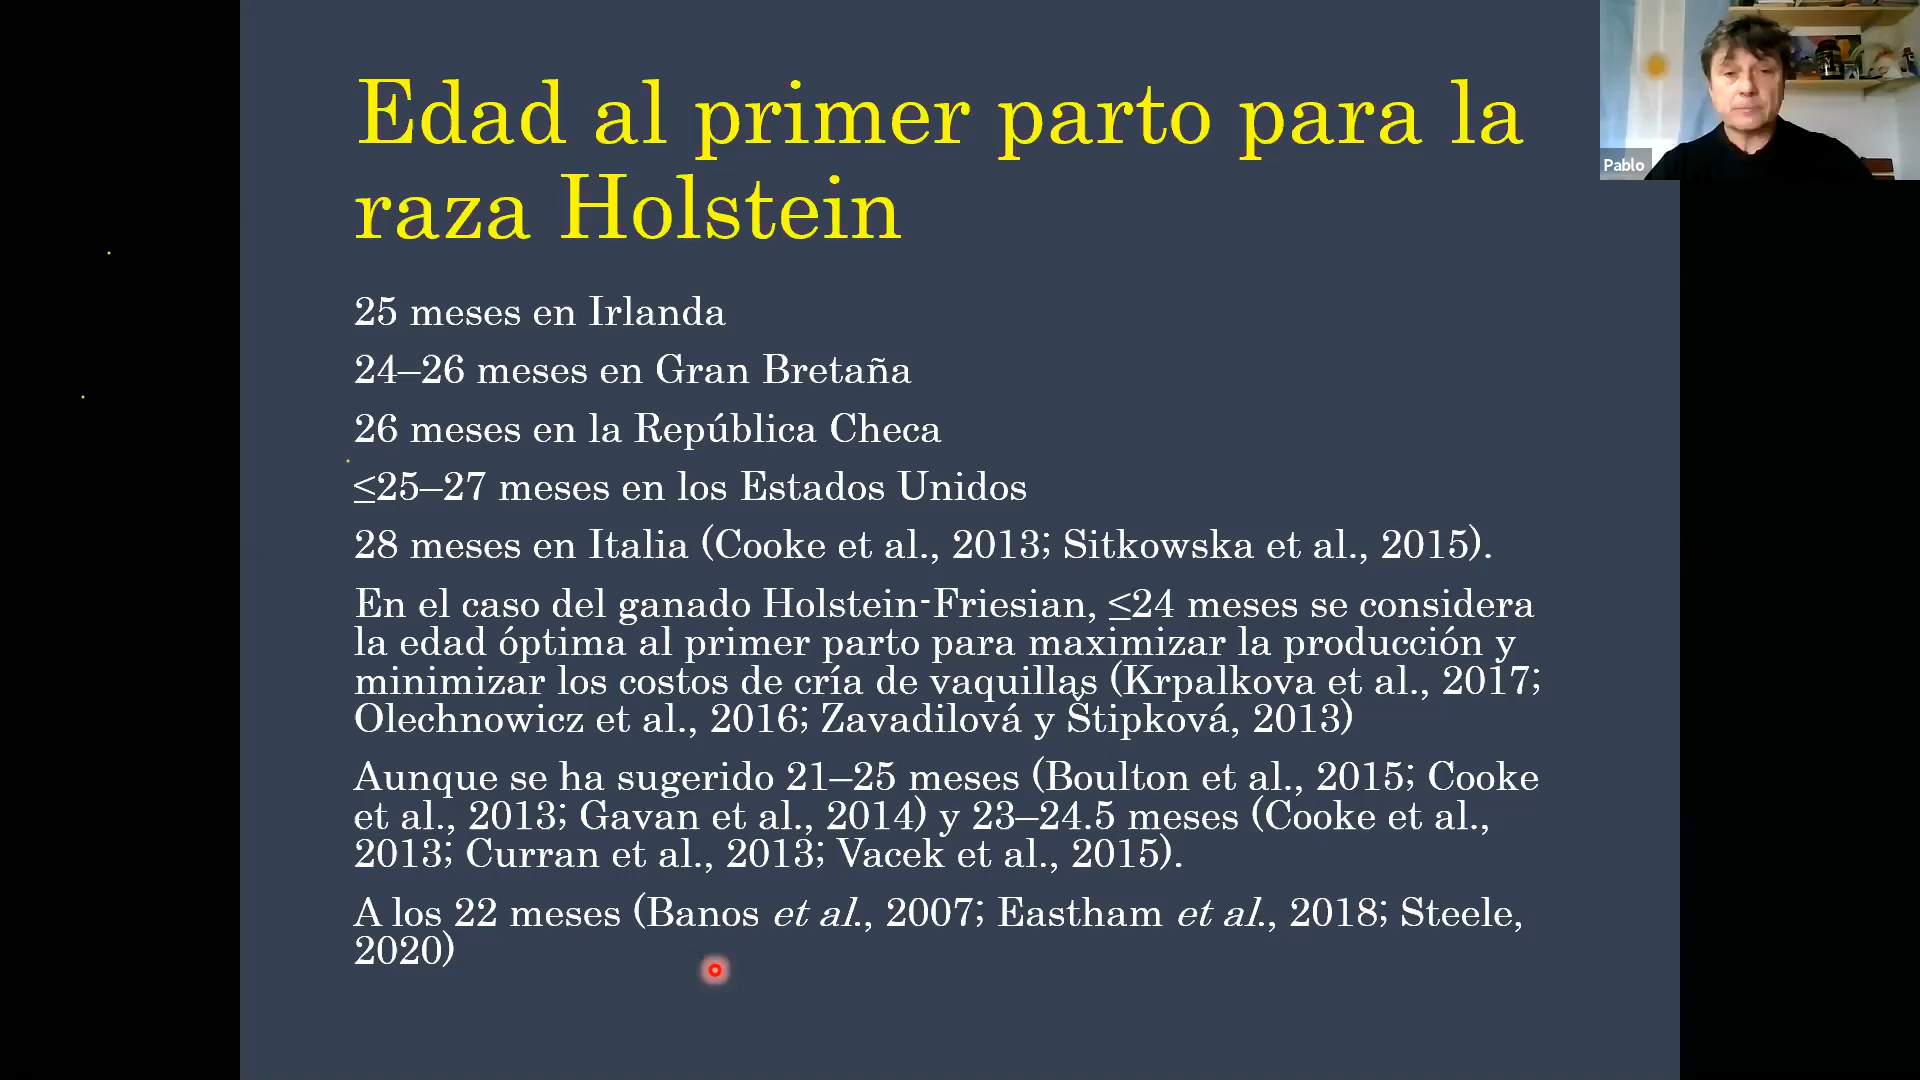 Edad al primer parto para la
raza Holstein
25 meses en Irlanda
24–26 meses en Gran Bretaña
26 meses en la República Checa
≤25–27 meses en los Estados Unidos
28 meses en Italia (Cooke et al., 2013; Sitkowska et al., 2015).
En el caso del ganado Holstein-Friesian, ≤24 meses se considera
la edad óptima al primer parto para maximizar la producción y
minimizar los costos de cría de vaquillas (Krpalkova et al., 2017;
Olechnowicz et al., 2016; Zavadilová y Štipková, 2013)
Aunque se ha sugerido 21–25 meses (Boulton et al., 2015; Cooke
et al., 2013; Gavan et al., 2014) y 23–24.5 meses (Cooke et al.,
2013; Curran et al., 2013; Vacek et al., 2015).
A los 22 meses (Banos et al., 2007; Eastham et al., 2018; Steele,
2020)
Pablo